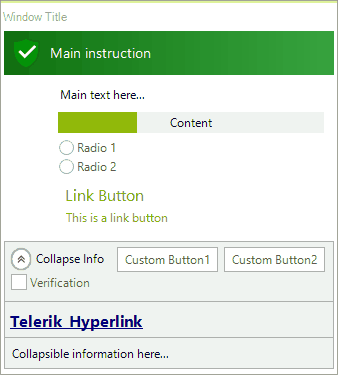 Window Title
Main instruction
Main text here...
Content
Radio 1
Radio 2
Link Button
This is a link button
Collapse Info
Custom Button1
Custom Button2
Verification
Telerik Hyperlink
Collapsible information here...